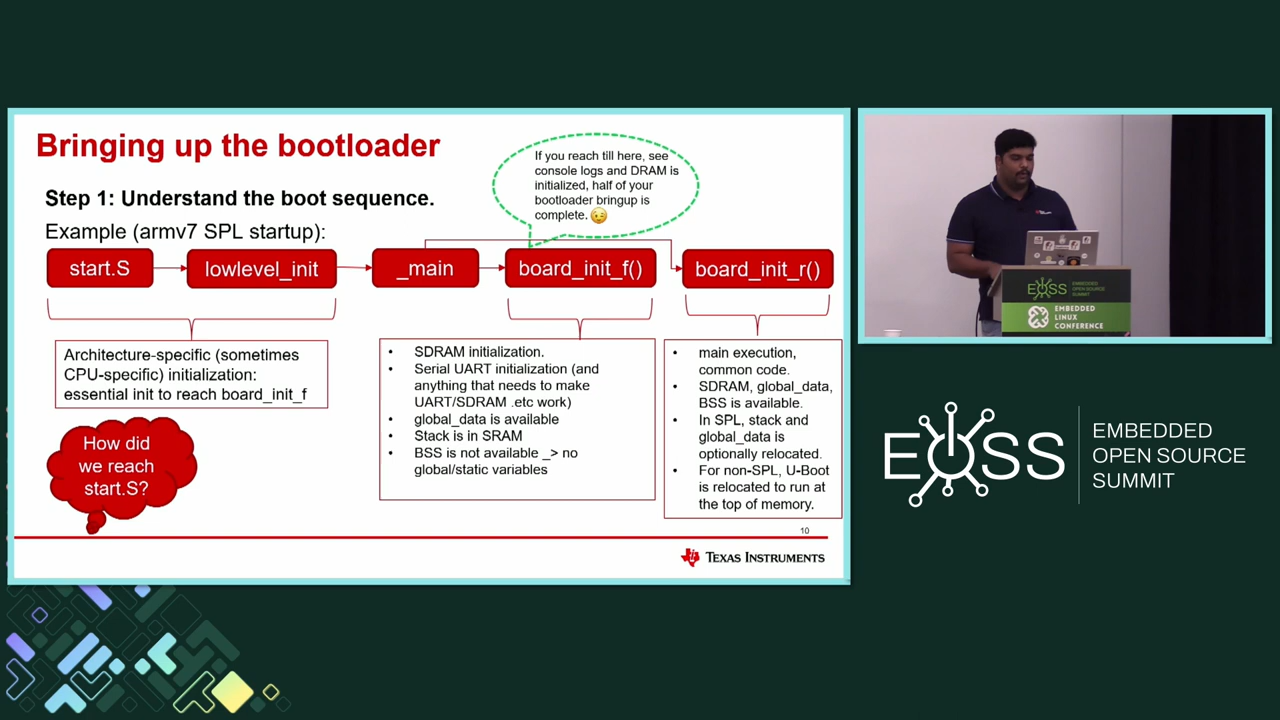 Bringing up the bootloader
If you reach till here, see
console logs and DRAM is
initialized, half of your
bootloader bringup is
complete.
Step 1: Understand the boot sequence.
Example (armv7 SPL startup):
start.S
lowlevel_init
_main
board_init_f()
board_init_r()
Architecture-specific (sometimes
CPU-specific) initialization:
essential init to reach board_init_f
• SDRAM initialization.
• Serial UART initialization (and
anything that needs to make
UART/SDRAM .etc work)
• global_data is available
• Stack is in SRAM
• BSS is not available _> no
global/static variables
• main execution,
common code.
• SDRAM, global_data,
BSS is available.
• In SPL, stack and
global_data is
optionally relocated.
• For non-SPL, U-Boot
is relocated to run at
the top of memory.
How did
we reach
start.S?
10
TEXAS INSTRUMENTS
EOSS
EMBEDDED
OPEN SOURCE
SUMMIT
EMBEDDED
LINUX
CONFERENCE
EOSS
EMBEDDED
OPEN SOURCE
SUMMIT